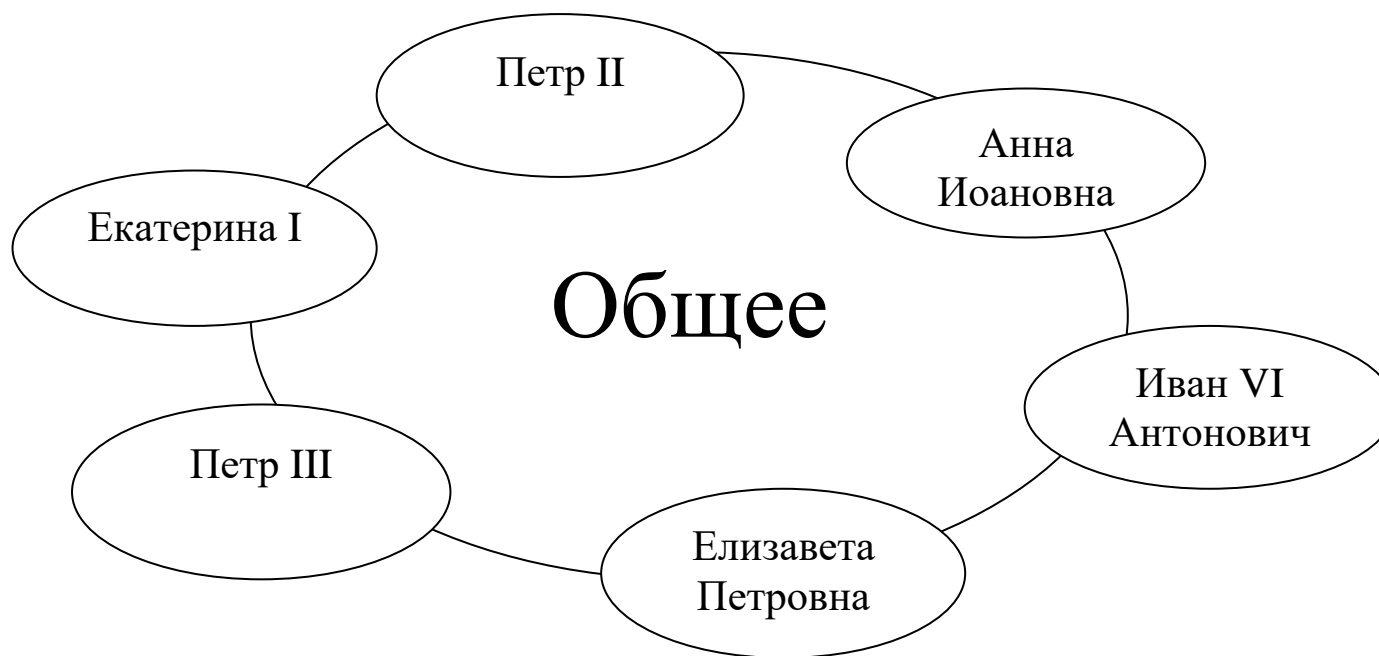 Петр II
Анна
Иоановна
Екатерина I
Общее
Иван VI
Антонович
Петр III
Елизавета
Петровна